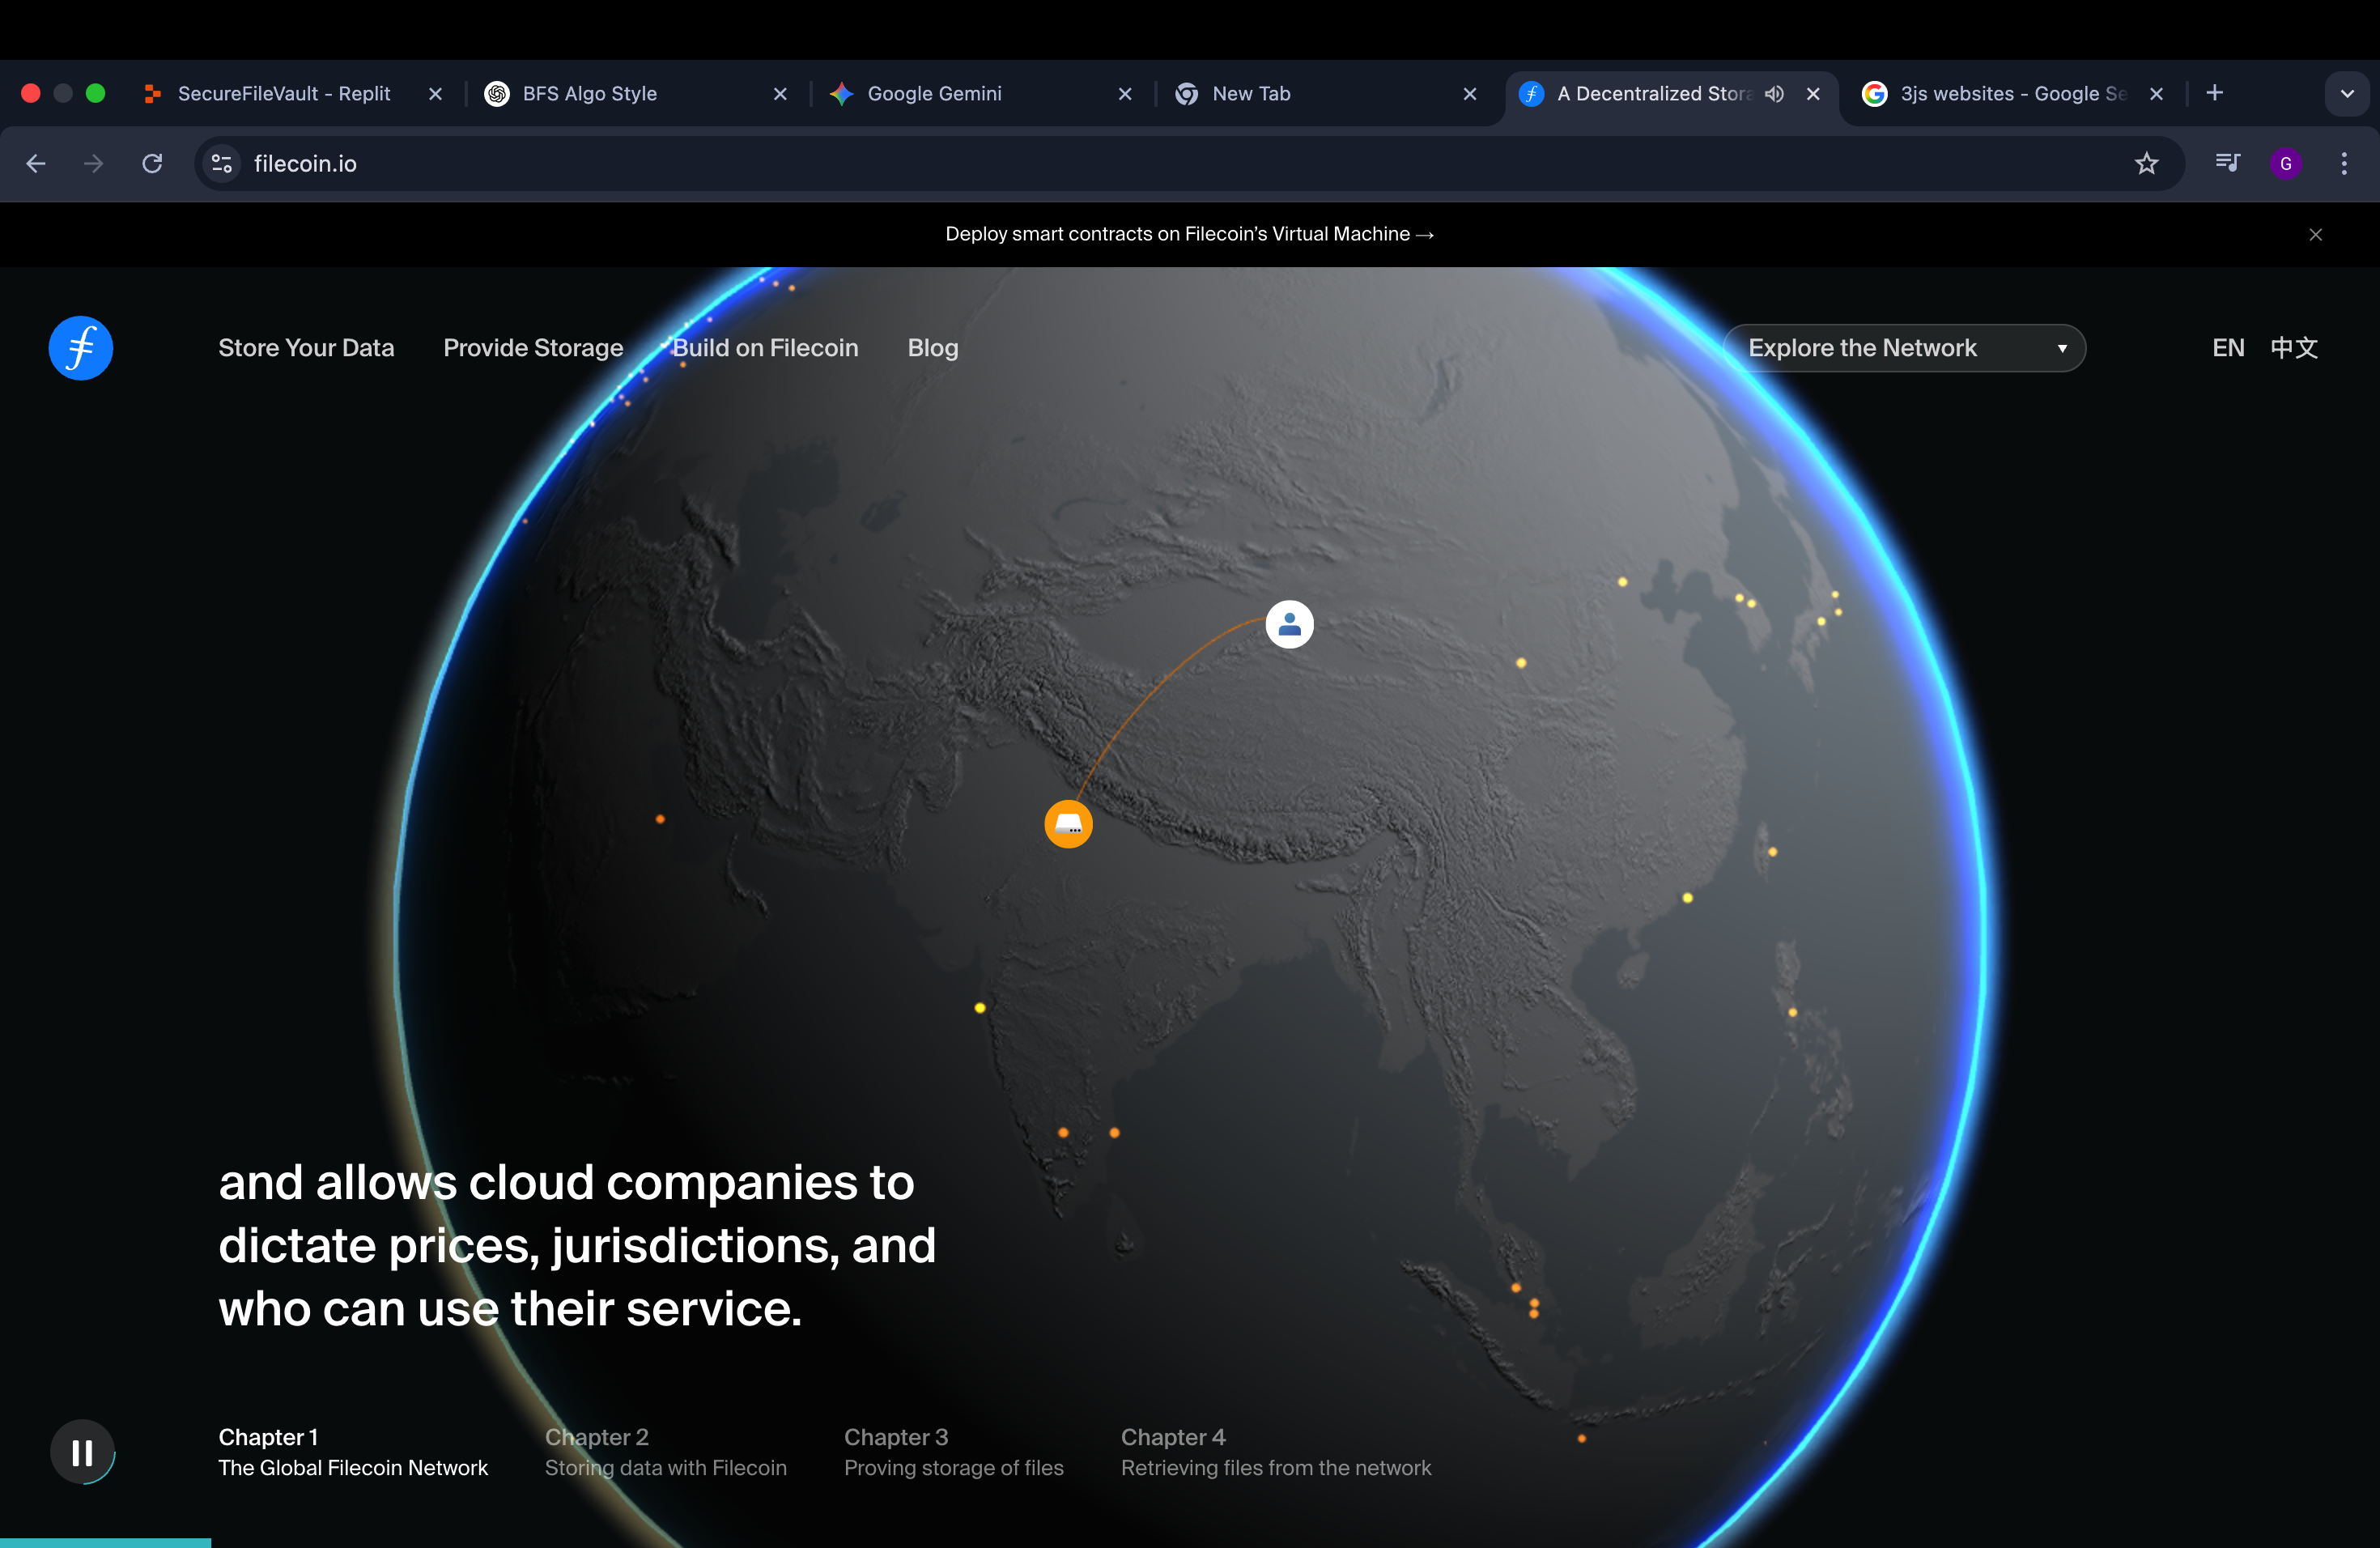 SecureFileVault - Replit
BFS Algo Style
Google Gemini
New Tab
A Decentralized Stora
3js websites - Google Se
filecoin.io
G
Deploy smart contracts on Filecoin's Virtual Machine →
Store Your Data
Provide Storage
Build on Filecoin
Blog
Explore the Network
EN
中文
and allows cloud companies to
dictate prices, jurisdictions, and
who can use their service.
Chapter 1
The Global Filecoin Network
Chapter 2
Storing data with Filecoin
Chapter 3
Proving storage of files
Chapter 4
Retrieving files from the network